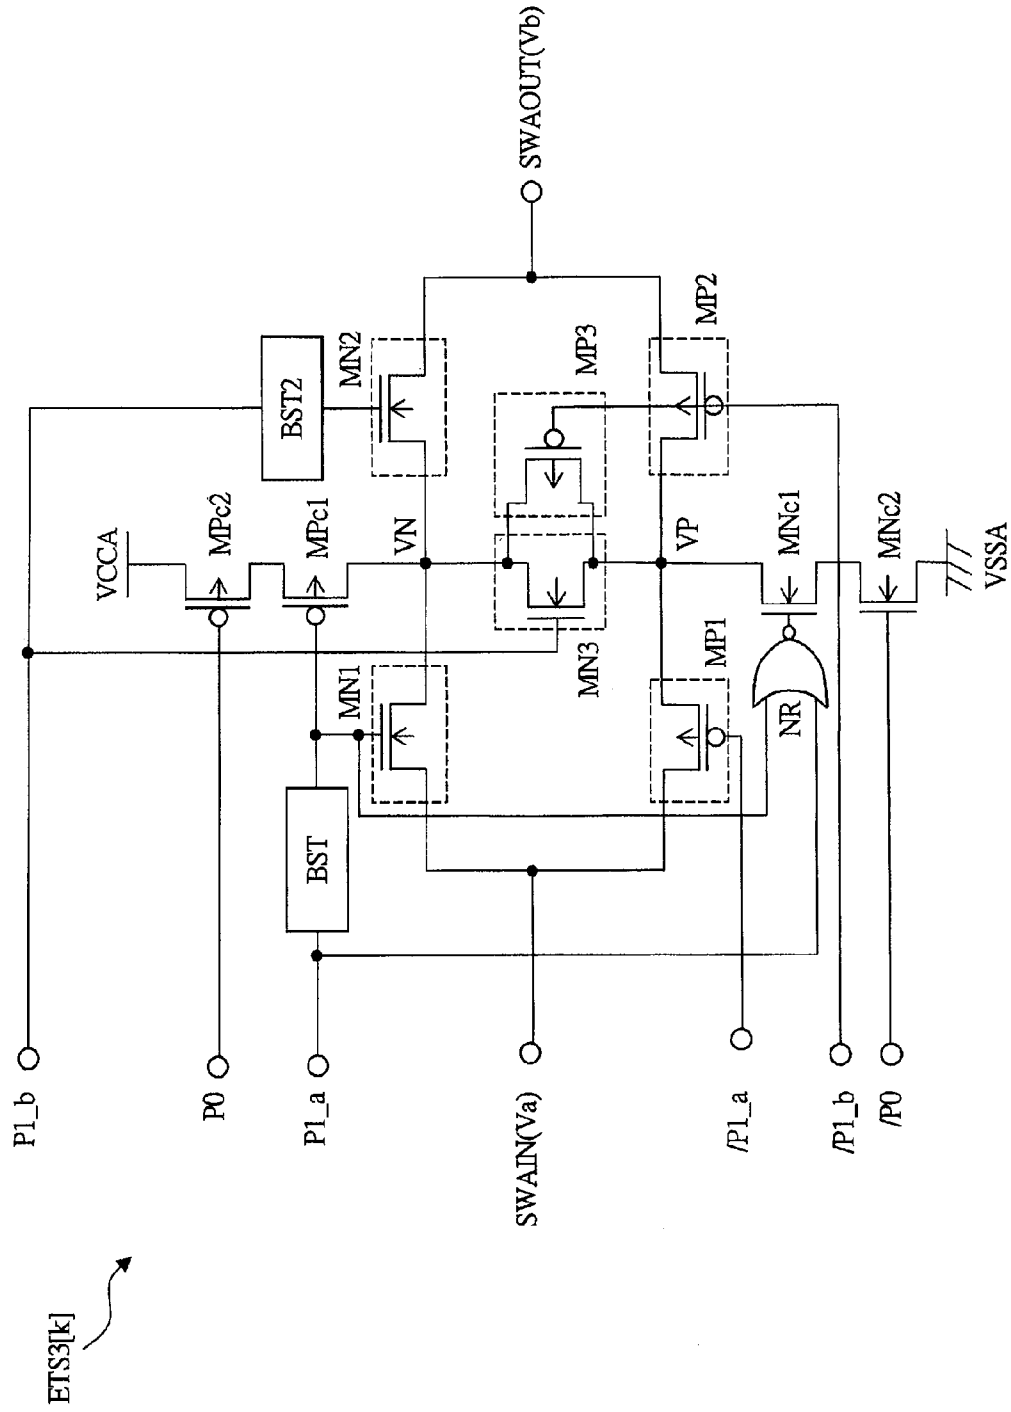 ETS3[k]
P1_b
P0
P1_a
SWAIN(Va)
/P1_a
/P1_b
/P0
VCCA
MPc2
MPc1
BST
BST2
MN1
MN2
VN
MN3
MP3
VP
MP1
MP2
NR
MNc1
MNc2
VSSA
SWAOUT(Vb)